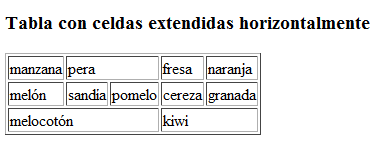 Tabla con celdas extendidas horizontalmente
manzana pera fresa naranja
melón sandía pomelo cereza granada
melocotón kiwi